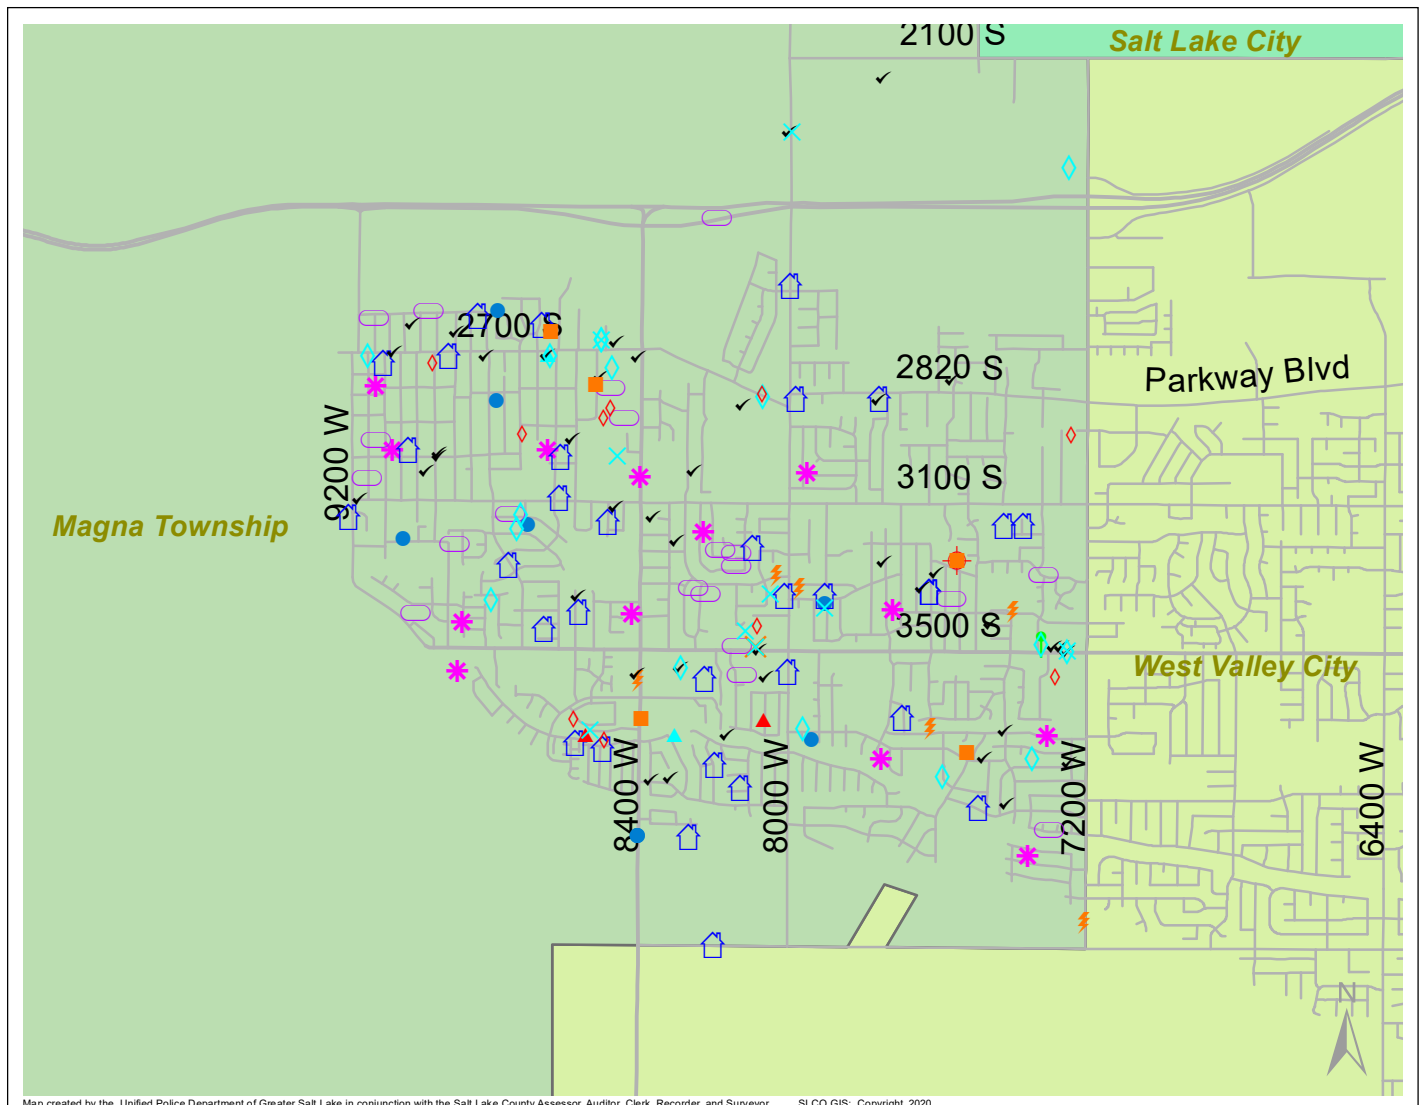 2100 S
Salt Lake City
2700 S
2820 S
Parkway Blvd
9200 W
3100 S
Magna Township
3500 S
West Valley City
8400 W
8000 W
7200 W
6400 W
N
Map created by the Unified Police Department of Greater Salt Lake in conjunction with the Salt Lake County Assessor, Auditor, Clerk, Recorder, and Surveyor. SLCO GIS: Copyright, 2020